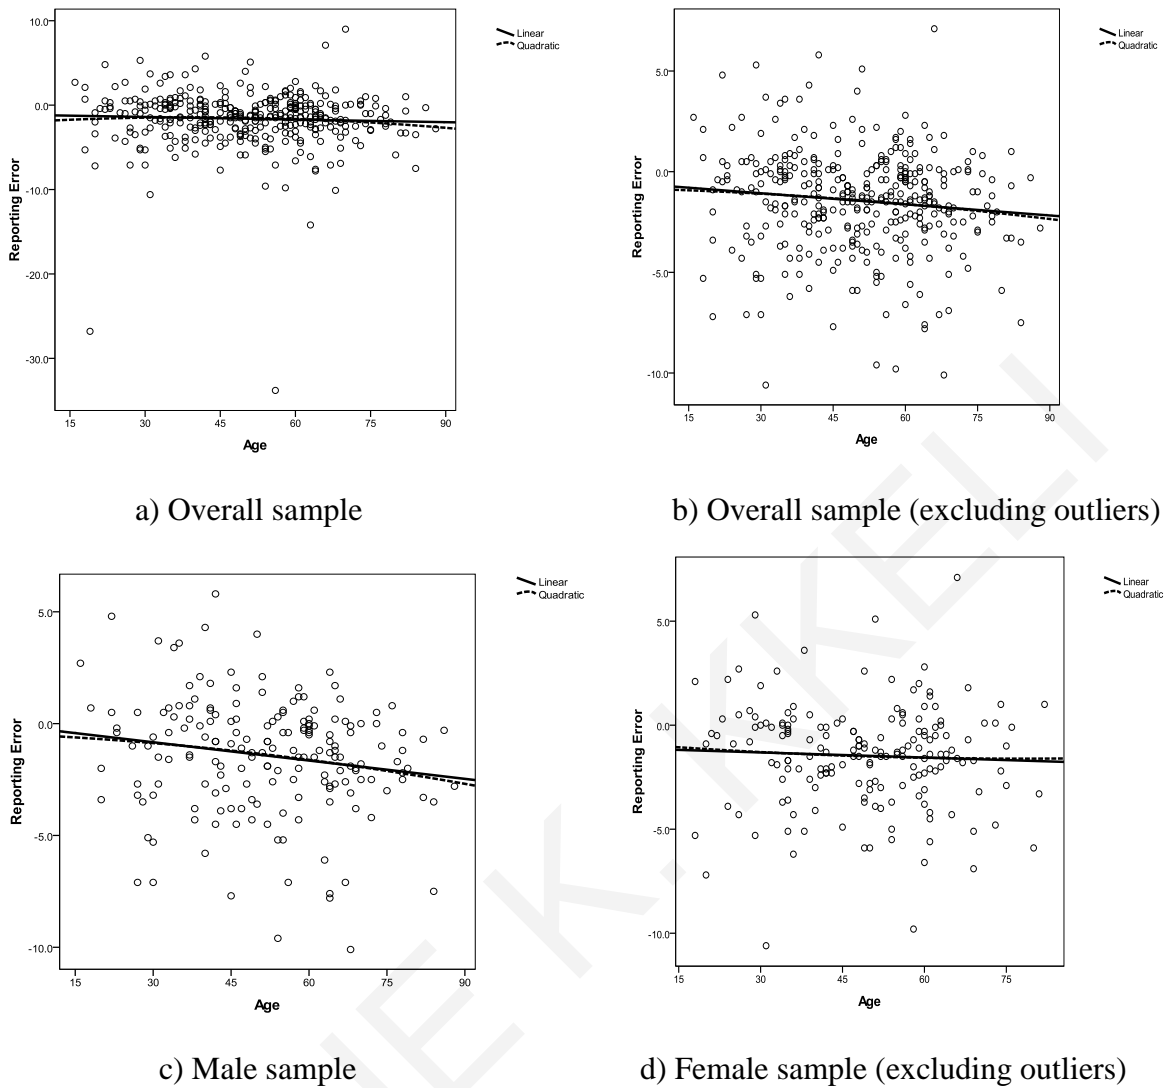 10.0
0.0
-10.0
-20.0
-30.0
Reporting Error
15 30 45 60 75 90
Age
Linear
Quadratic
a) Overall sample
5.0
0.0
-5.0
-10.0
Reporting Error
15 30 45 60 75 90
Age
Linear
Quadratic
b) Overall sample (excluding outliers)
5.0
0.0
-5.0
-10.0
Reporting Error
15 30 45 60 75 90
Age
Linear
Quadratic
c) Male sample
5.0
0.0
-5.0
-10.0
Reporting Error
15 30 45 60 75
Age
Linear
Quadratic
d) Female sample (excluding outliers)
IE K. KKELI